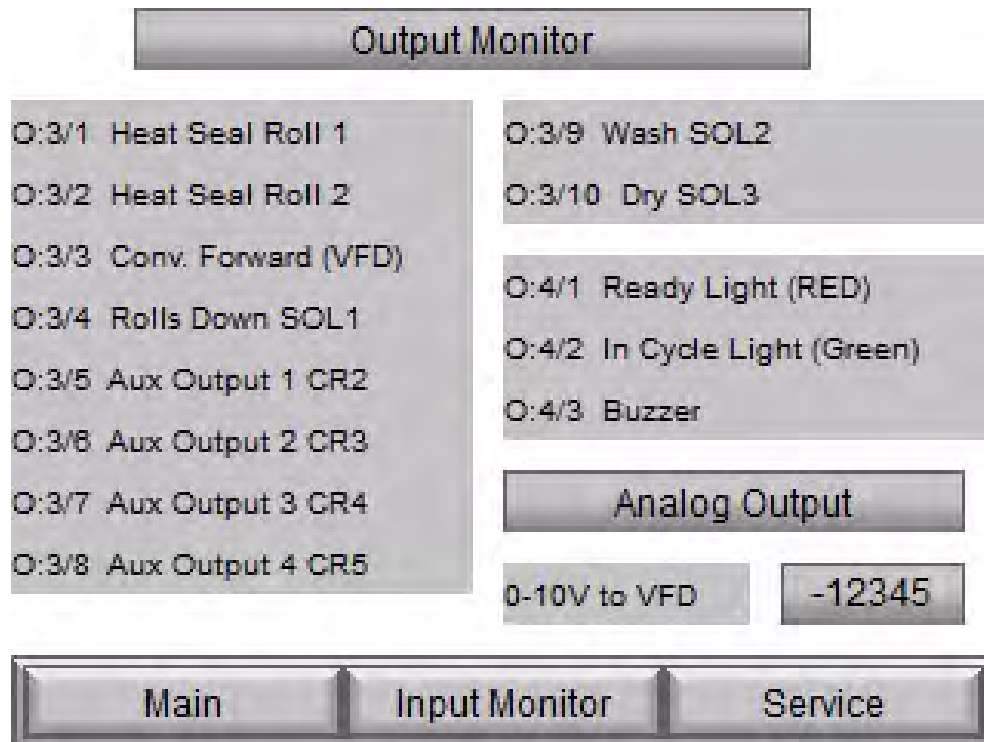 Output Monitor
O:3/1 Heat Seal Roll 1
O:3/2 Heat Seal Roll 2
O:3/3 Conv. Forward (VFD)
O:3/4 Rolls Down SOL1
O:3/5 Aux Output 1 CR2
O:3/6 Aux Output 2 CR3
O:3/7 Aux Output 3 CR4
O:3/8 Aux Output 4 CR5
O:3/9 Wash SOL2
O:3/10 Dry SOL3
O:4/1 Ready Light (RED)
O:4/2 In Cycle Light (Green)
O:4/3 Buzzer
Analog Output
0-10V to VFD -12345
Main Input Monitor Service